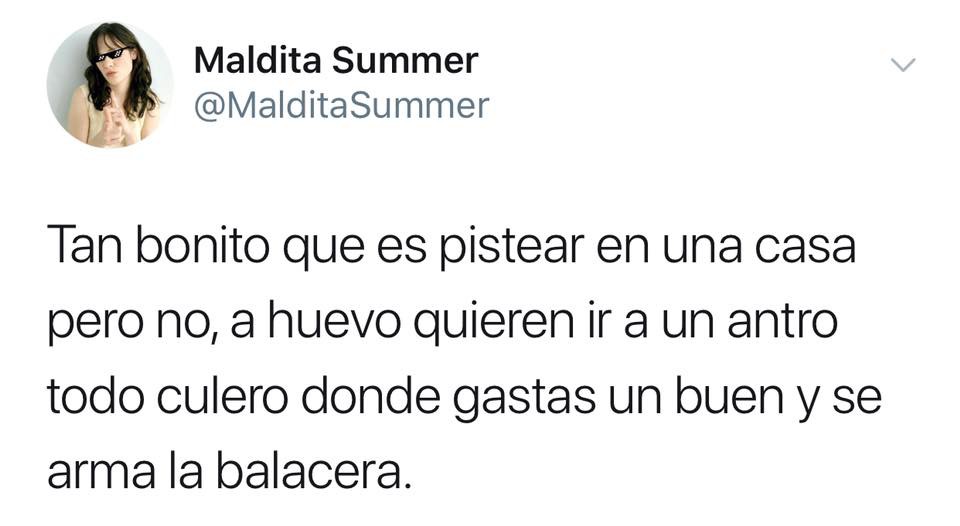 Maldita Summer
@MalditaSummer
Tan bonito que es pistear en una casa
pero no, a huevo quieren ir a un antro
todo culero donde gastas un buen y se
arma la balacera.